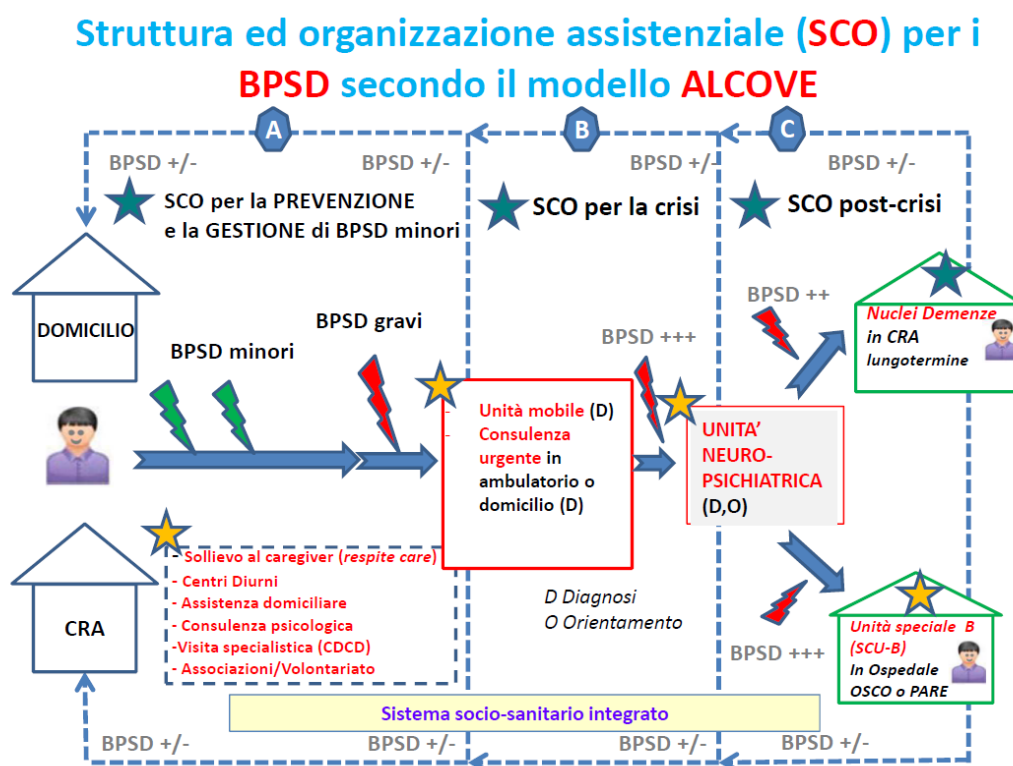 Struttura ed organizzazione assistenziale (SCO) per i
BPSD secondo il modello ALCOVE
A
B
C
BPSD +/-
BPSD +/-
BPSD +/-
BPSD +/-
SCO per la PREVENZIONE
e la GESTIONE di BPSD minori
SCO per la crisi
SCO post-crisi
DOMICILIO
BPSD minori
BPSD gravi
BPSD +++
BPSD ++
Nuclei Demenze
in CRA
lungotermine
- Unità mobile (D)
- Consulenza
urgente in
ambulatorio o
domicilio (D)
UNITA’
NEURO-
PSICHIATRICA
(D,O)
CRA
- Sollievo al caregiver (respite care)
- Centri Diurni
- Assistenza domiciliare
- Consulenza psicologica
-Visita specialistica (CDCD)
- Associazioni/Volontariato
D Diagnosi
O Orientamento
BPSD +++
Unità speciale B
(SCU-B)
In Ospedale
OSCO o PARE
Sistema socio-sanitario integrato
BPSD +/-
BPSD +/-
BPSD +/-
BPSD +/-